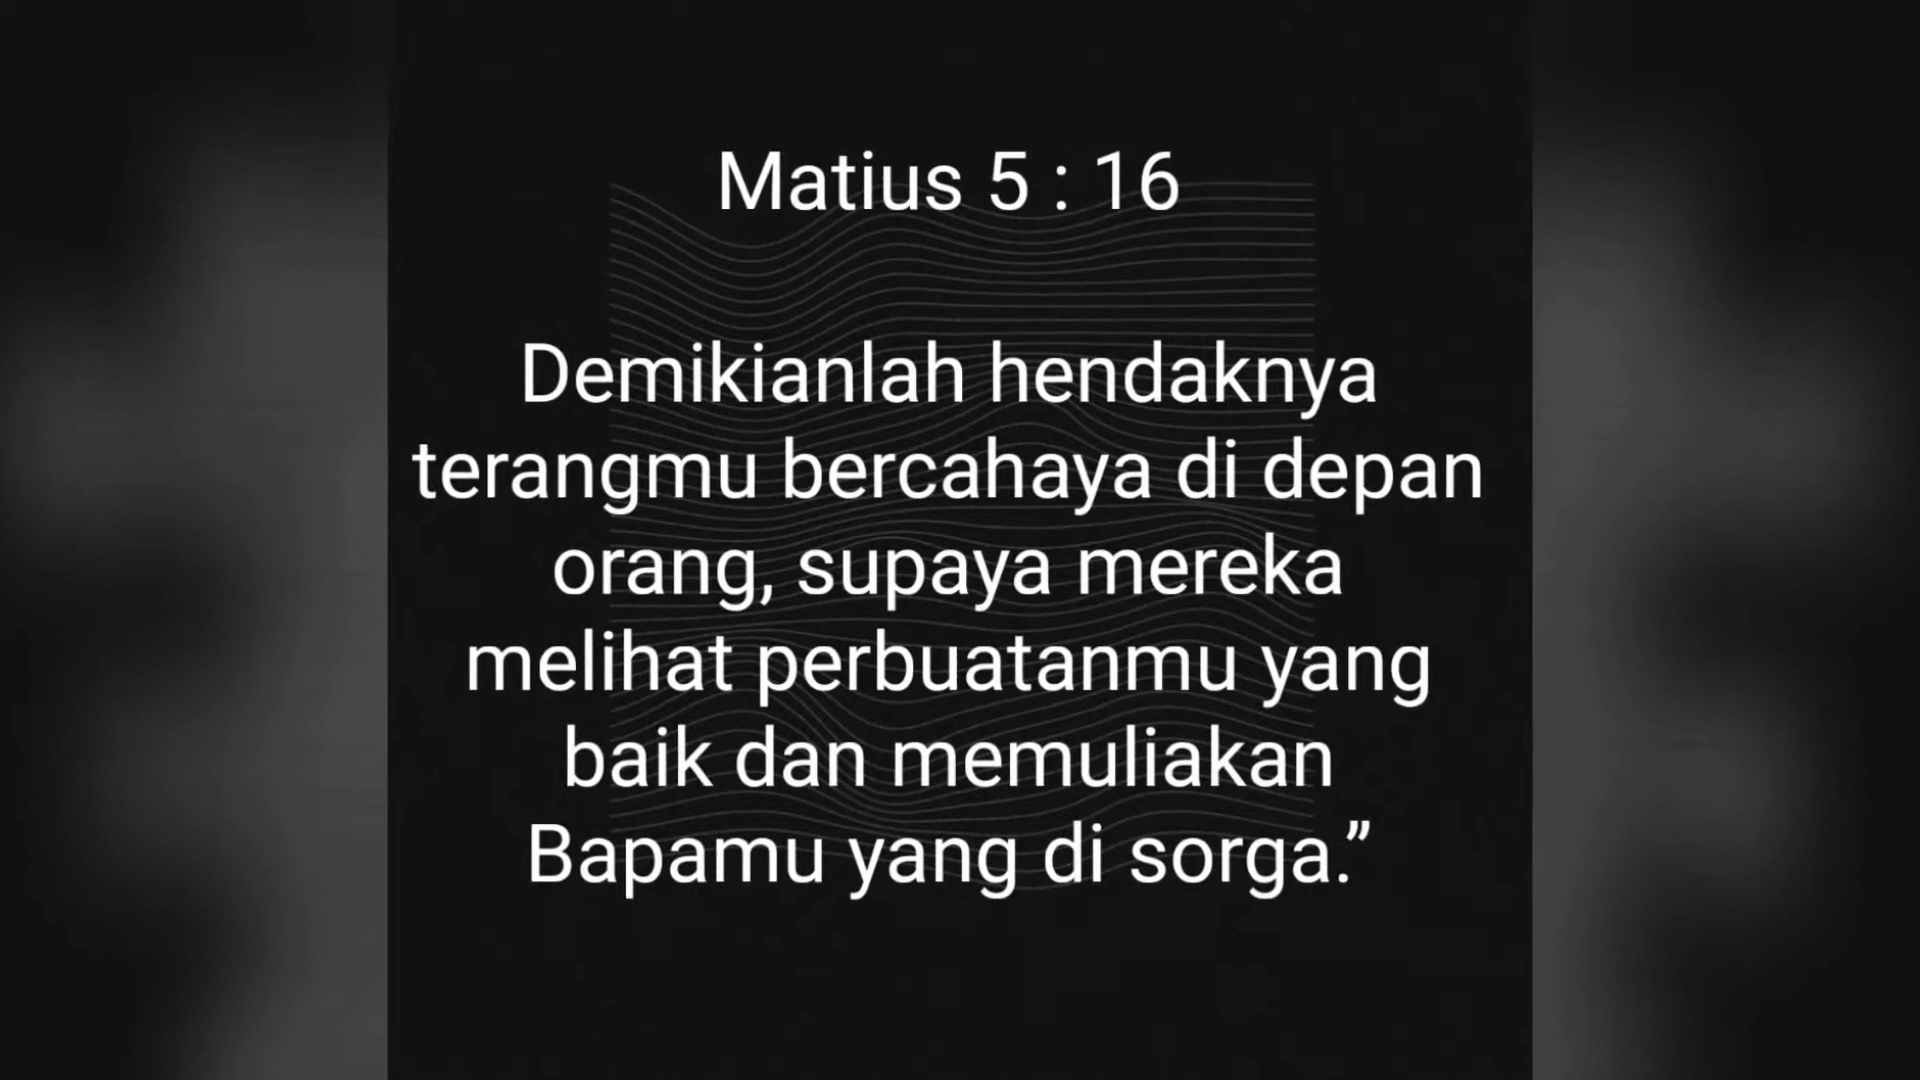 Matius 5 : 16
Demikianlah hendaknya
terangmu bercahaya di depan
orang, supaya mereka
melihat perbuatanmu yang
baik dan memuliakan
Bapamu yang di sorga.”